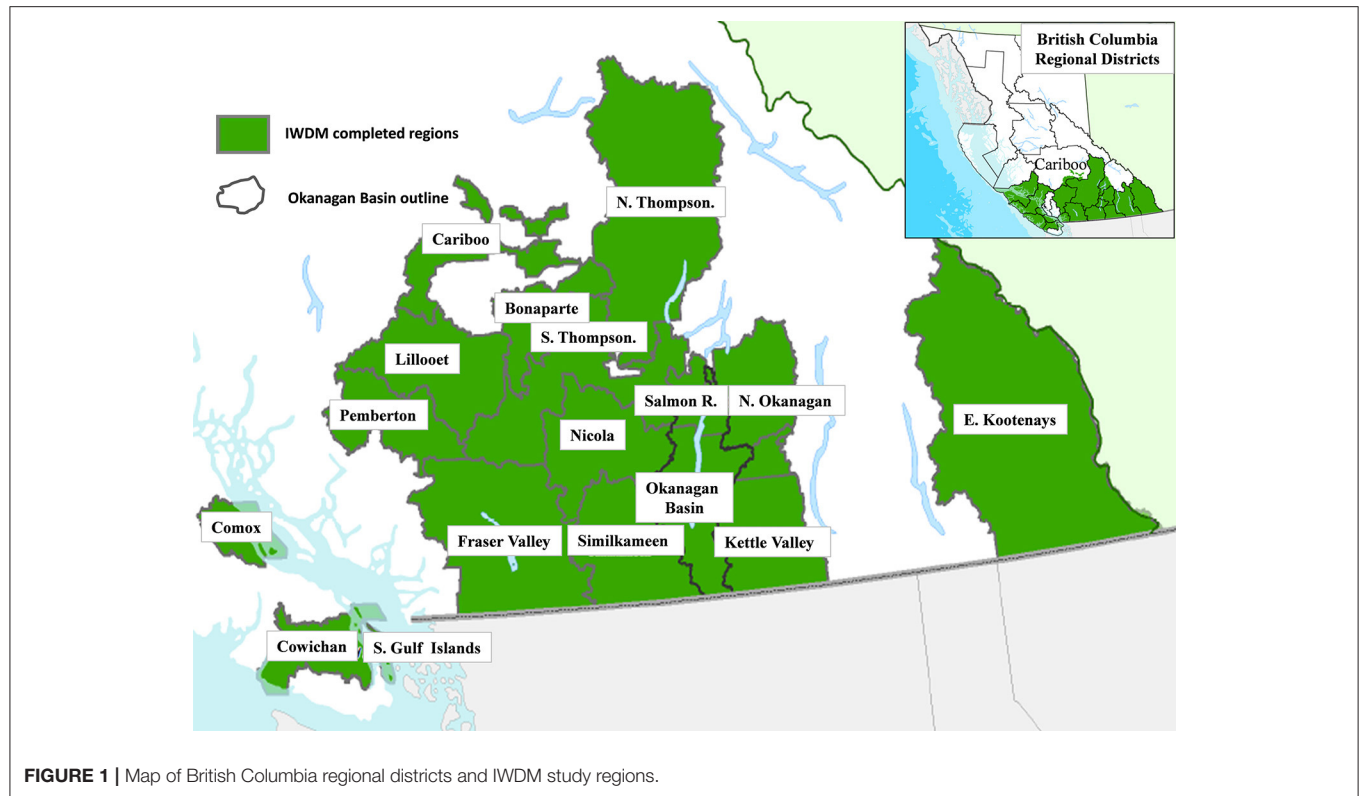 British Columbia
Regional Districts
Cariboo
IWDM completed regions
Okanagan Basin outline
N. Thompson.
Cariboo
Bonaparte
S. Thompson.
Lillooet
Salmon R.
N. Okanagan
Pemberton
E. Kootenays
Nicola
Okanagan
Basin
Comox
Fraser Valley
Similkameen
Kettle Valley
Cowichan
S. Gulf Islands
FIGURE 1 | Map of British Columbia regional districts and IWDM study regions.